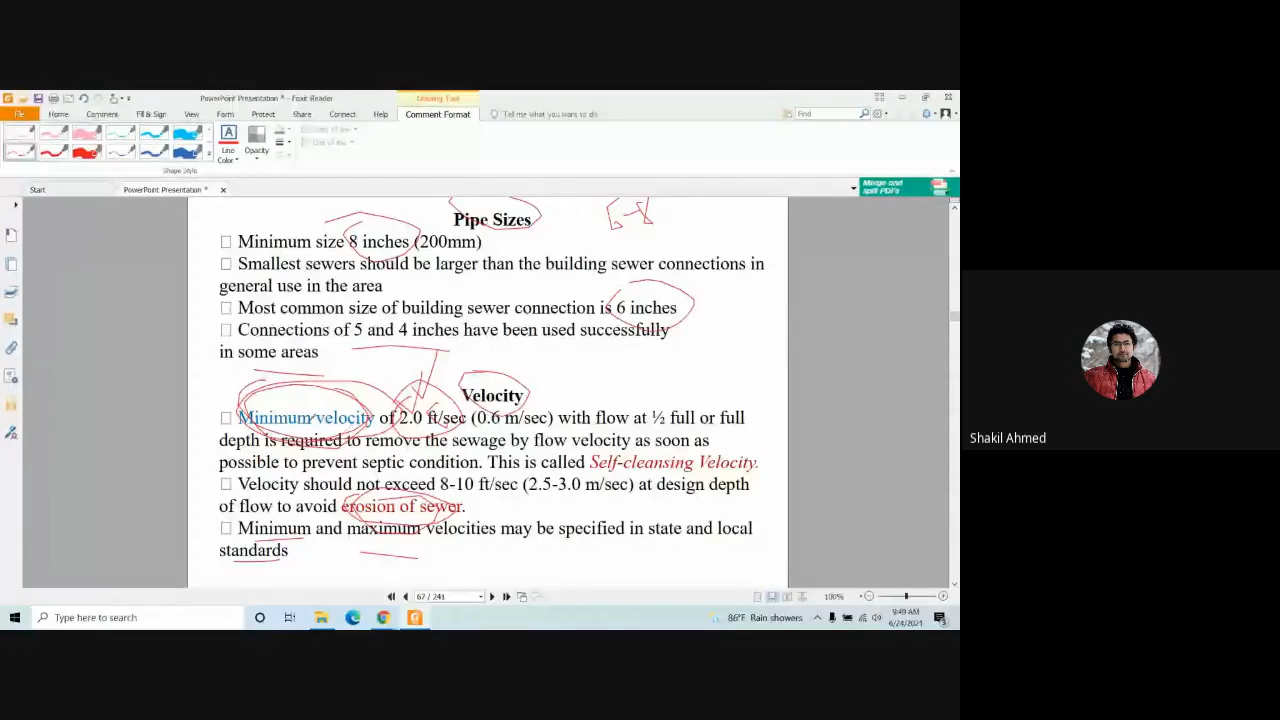 PowerPoint Presentation * - Foxit Reader
Drawing Tool
File Home Comment Fill & Sign View Form Protect Share Connect Help Comment Format Tell me what you want to do Find
Line Color Opacity
Shape Style
Start PowerPoint Presentation *
Merge and split PDFs
Pipe Sizes
6-8
Minimum size 8 inches (200mm)
Smallest sewers should be larger than the building sewer connections in
general use in the area
Most common size of building sewer connection is 6 inches
Connections of 5 and 4 inches have been used successfully
in some areas
Velocity
Minimum velocity of 2.0 ft/sec (0.6 m/sec) with flow at ½ full or full
depth is required to remove the sewage by flow velocity as soon as
possible to prevent septic condition. This is called Self-cleansing Velocity.
Velocity should not exceed 8-10 ft/sec (2.5-3.0 m/sec) at design depth
of flow to avoid erosion of sewer.
Minimum and maximum velocities may be specified in state and local
standards
67 / 241
100%
Type here to search
86°F Rain showers
9:49 AM
6/24/2021
Shakil Ahmed